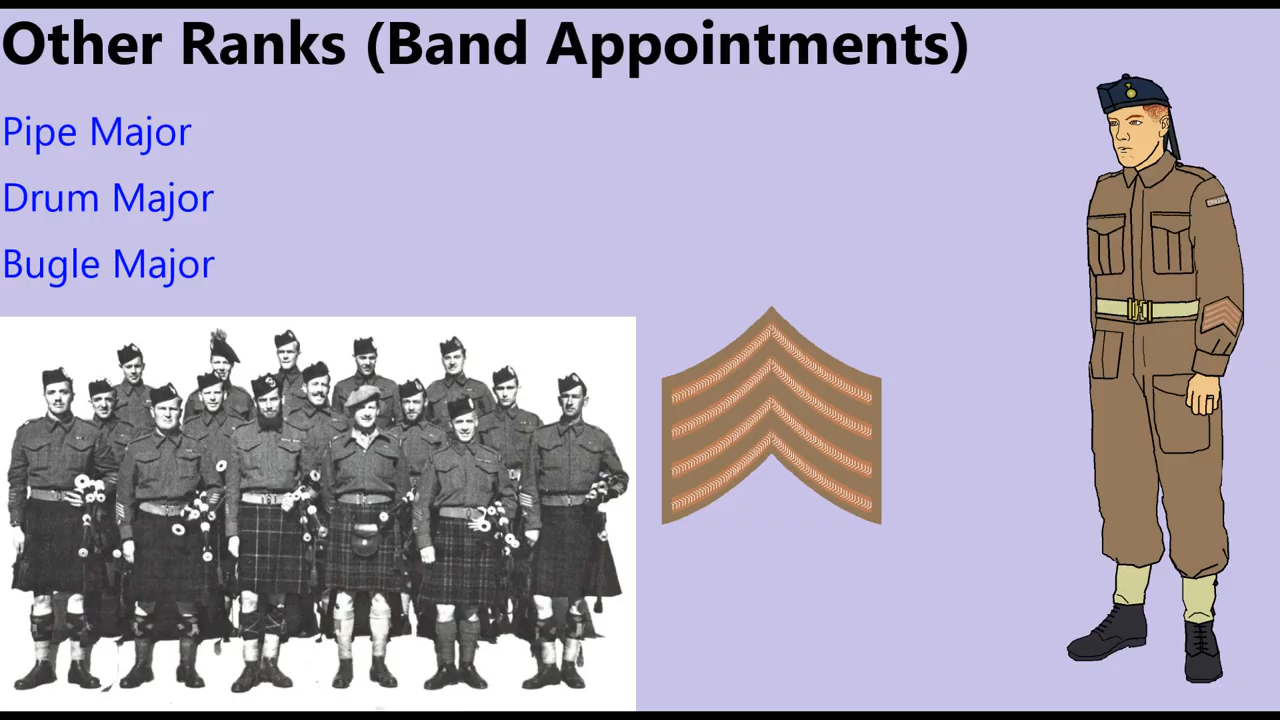 Other Ranks (Band Appointments)
Pipe Major
Drum Major
Bugle Major